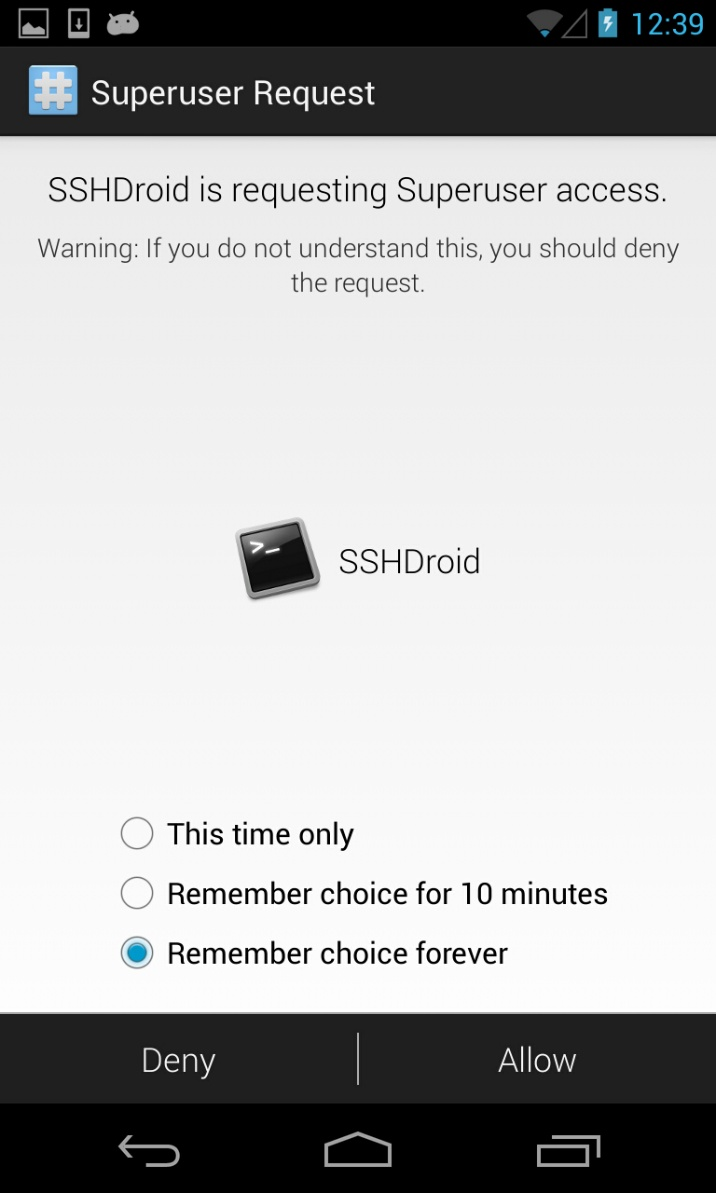 12:39
Superuser Request
SSHDroid is requesting Superuser access.
Warning: If you do not understand this, you should deny
the request.
>_
SSHDroid
This time only
Remember choice for 10 minutes
Remember choice forever
Deny
Allow